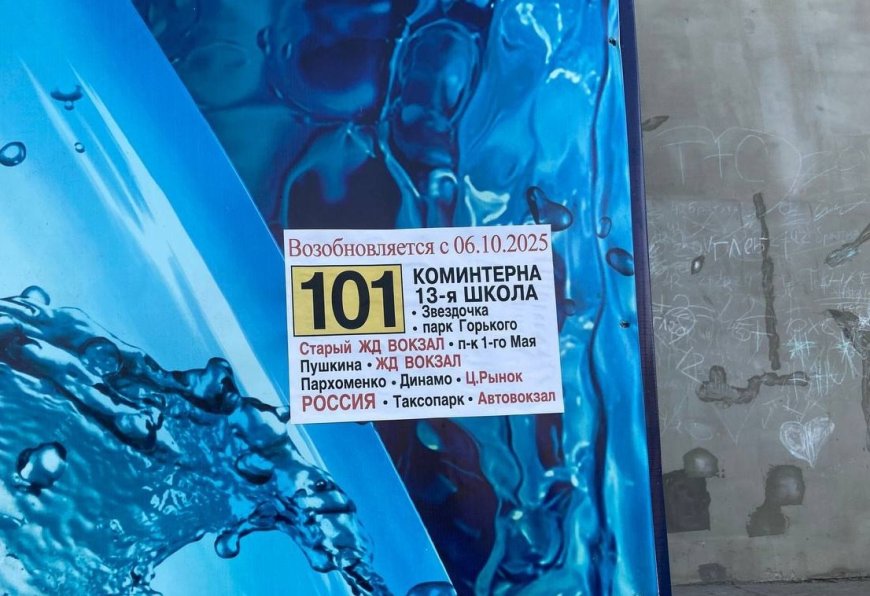 Возобновляется с 06.10.2025
101
КОМИНТЕРНА
13-я ШКОЛА
• Звездочка
• парк Горького
Старый ЖД ВОКЗАЛ • п-к 1-го Мая
Пушкина • ЖД ВОКЗАЛ
Пархоменко • Динамо • Ц.Рынок
РОССИЯ • Таксопарк • Автовокзал
Т+С